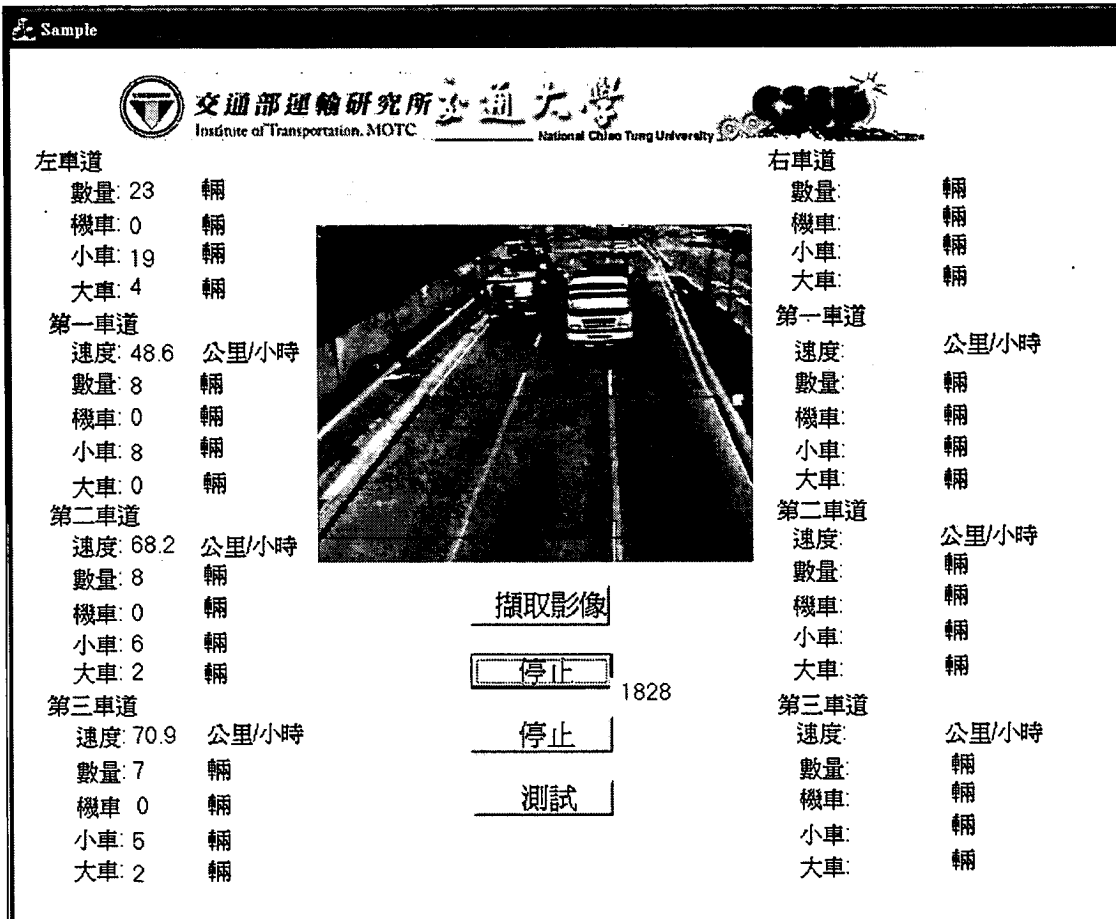 Sample
交通部運輸研究所
Institute of Transportation. MOTC
交通大學
National Chiao Tung University
左車道
數量: 23 輛
機車: 0 輛
小車: 19 輛
大車: 4 輛
第一車道
速度: 48.6 公里/小時
數量: 8 輛
機車: 0 輛
小車: 8 輛
大車: 0 輛
第二車道
速度: 68.2 公里/小時
數量: 8 輛
機車: 0 輛
小車: 6 輛
大車: 2 輛
第三車道
速度: 70.9 公里/小時
數量: 7 輛
機車 0 輛
小車: 5 輛
大車: 2 輛
擷取影像
停止
1828
停止
測試
右車道
數量: 輛
機車: 輛
小車: 輛
大車: 輛
第一車道
速度: 公里/小時
數量: 輛
機車: 輛
小車: 輛
大車: 輛
第二車道
速度: 公里/小時
數量: 輛
機車: 輛
小車: 輛
大車: 輛
第三車道
速度: 公里/小時
數量: 輛
機車: 輛
小車: 輛
大車: 輛